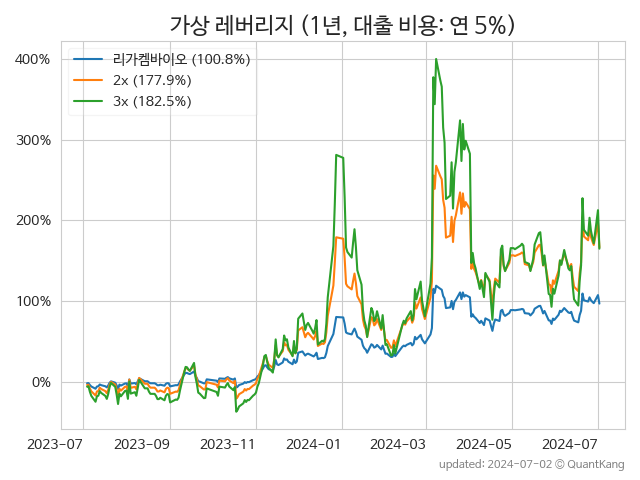 가상 레버리지 (1년, 대출 비용: 연 5%)
400%
300%
200%
100%
0%
리가켐바이오 (100.8%)
2x (177.9%)
3x (182.5%)
2023-07
2023-09
2023-11
2024-01
2024-03
2024-05
2024-07
updated: 2024-07-02 © QuantKang